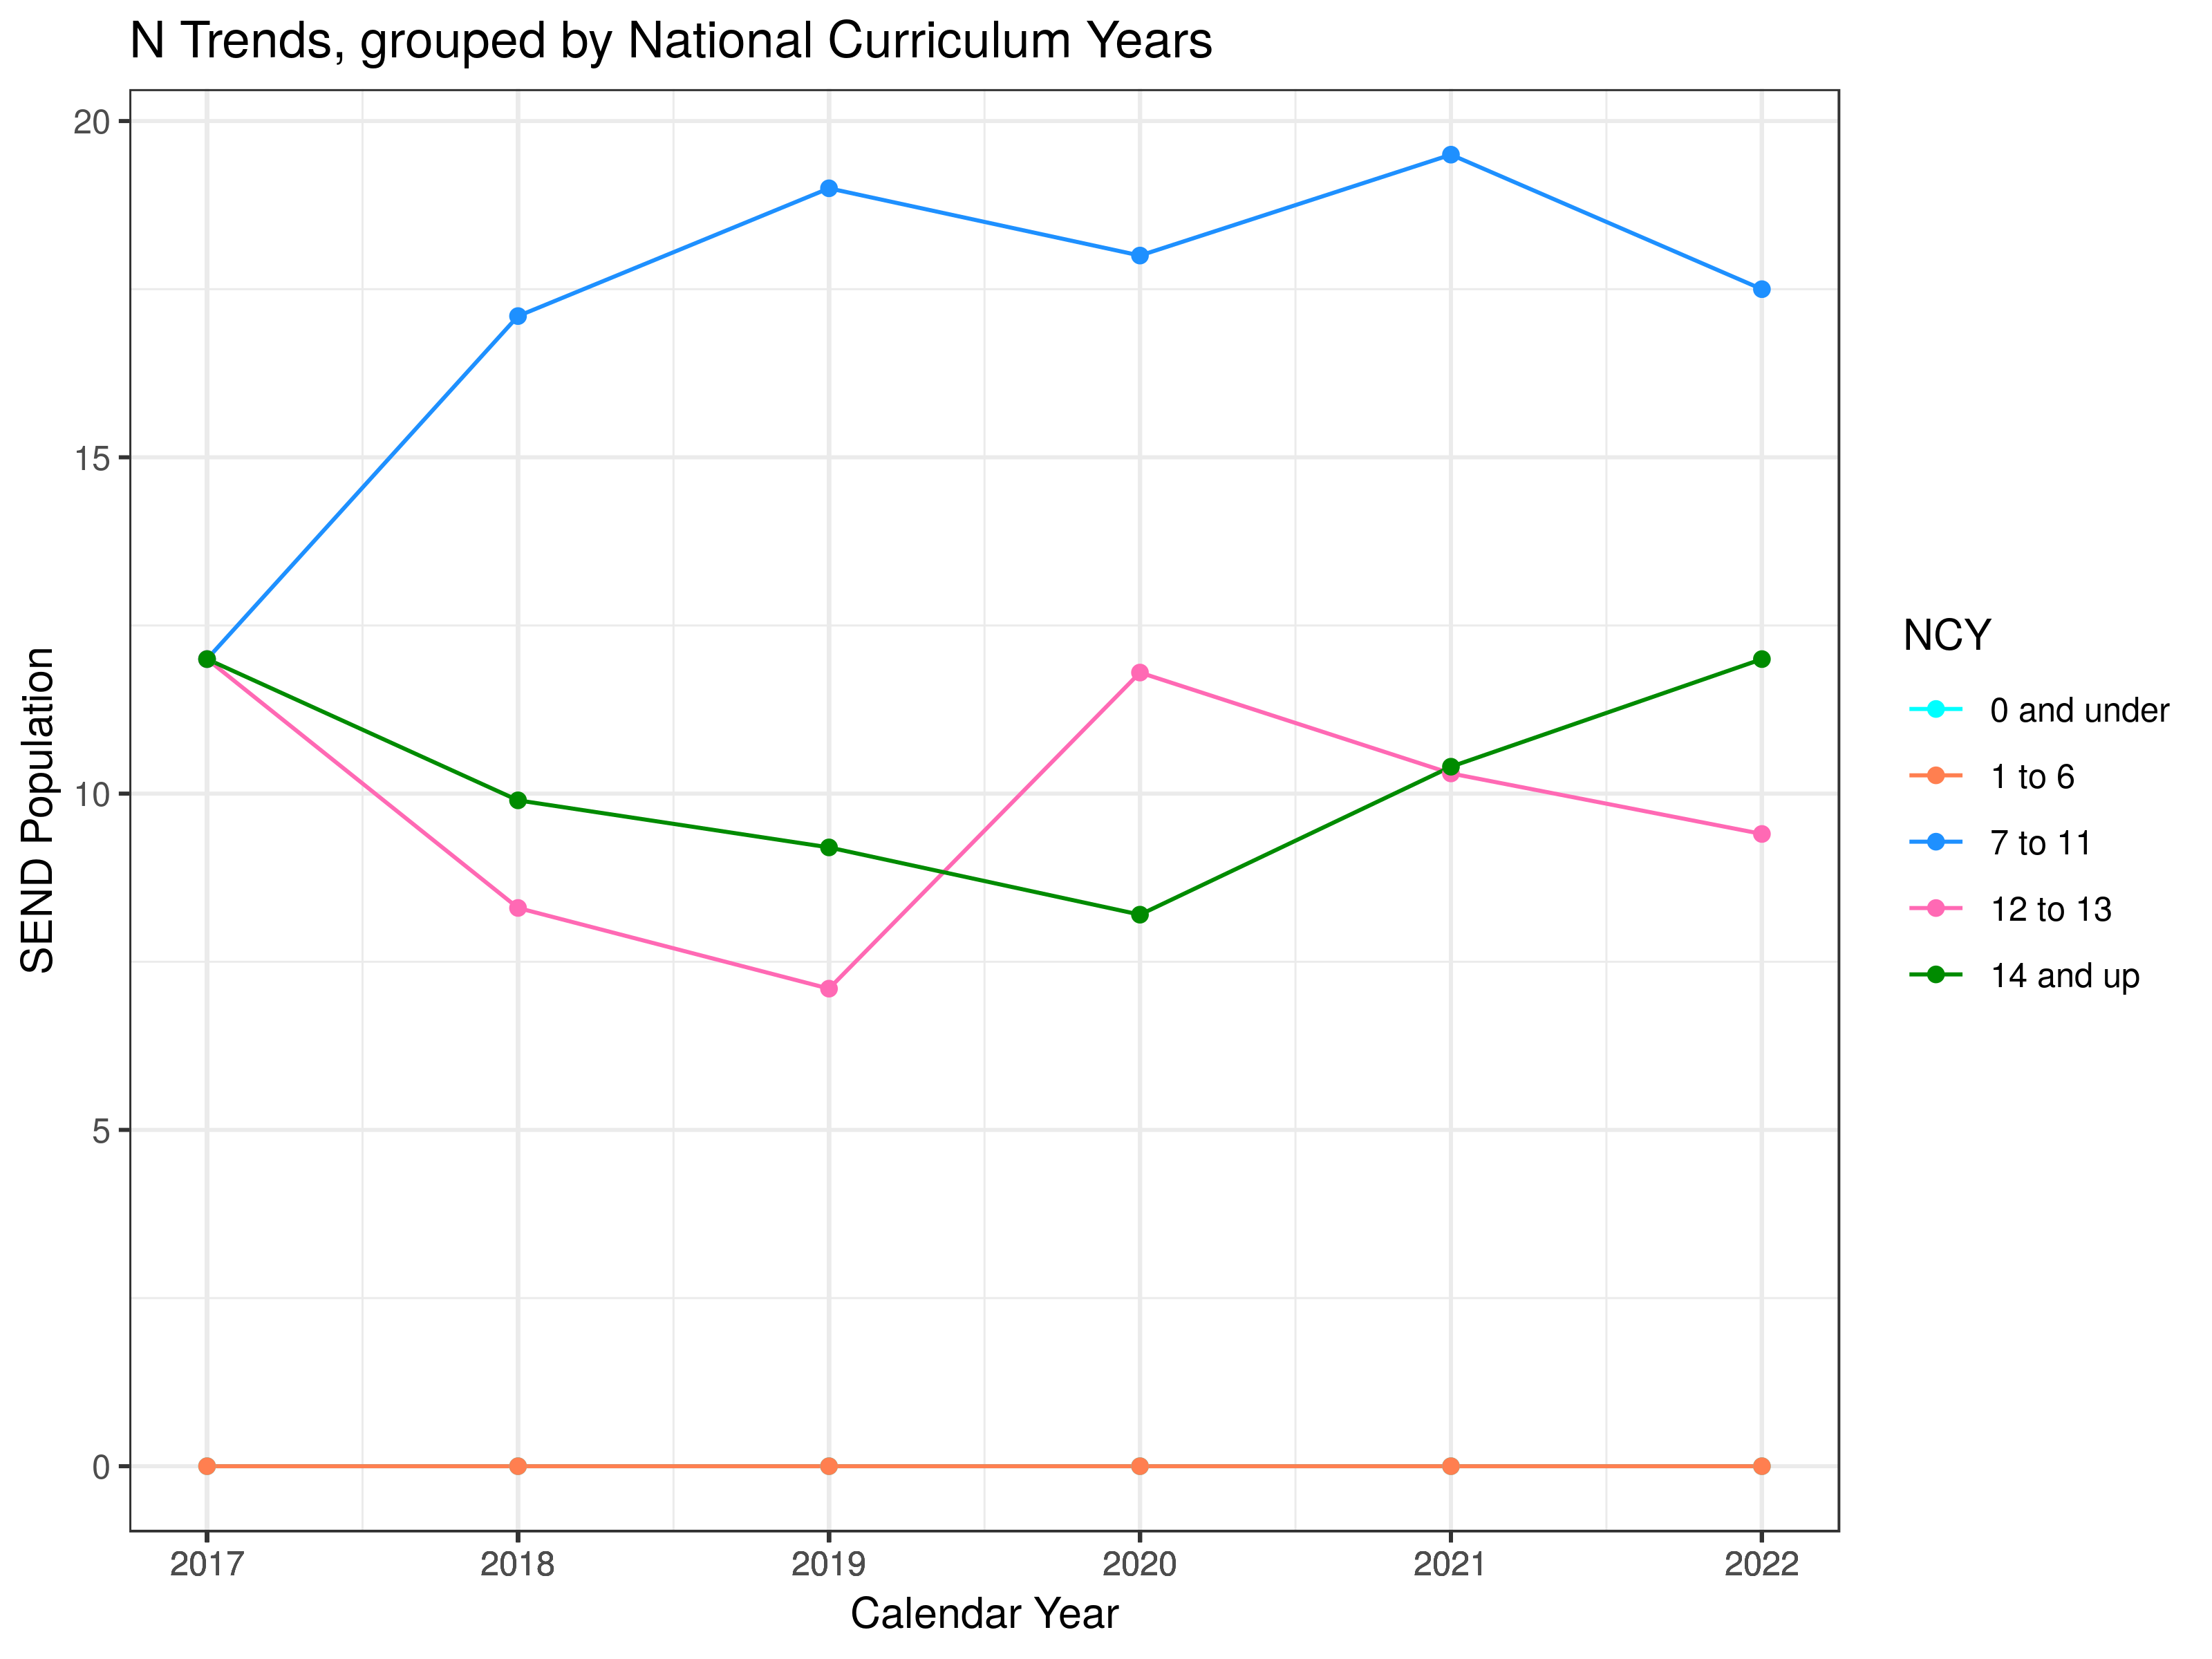 N Trends, grouped by National Curriculum Years
20
15
10
5
0
SEND Population
2017 2018 2019 2020 2021 2022
Calendar Year
NCY
0 and under
1 to 6
7 to 11
12 to 13
14 and up